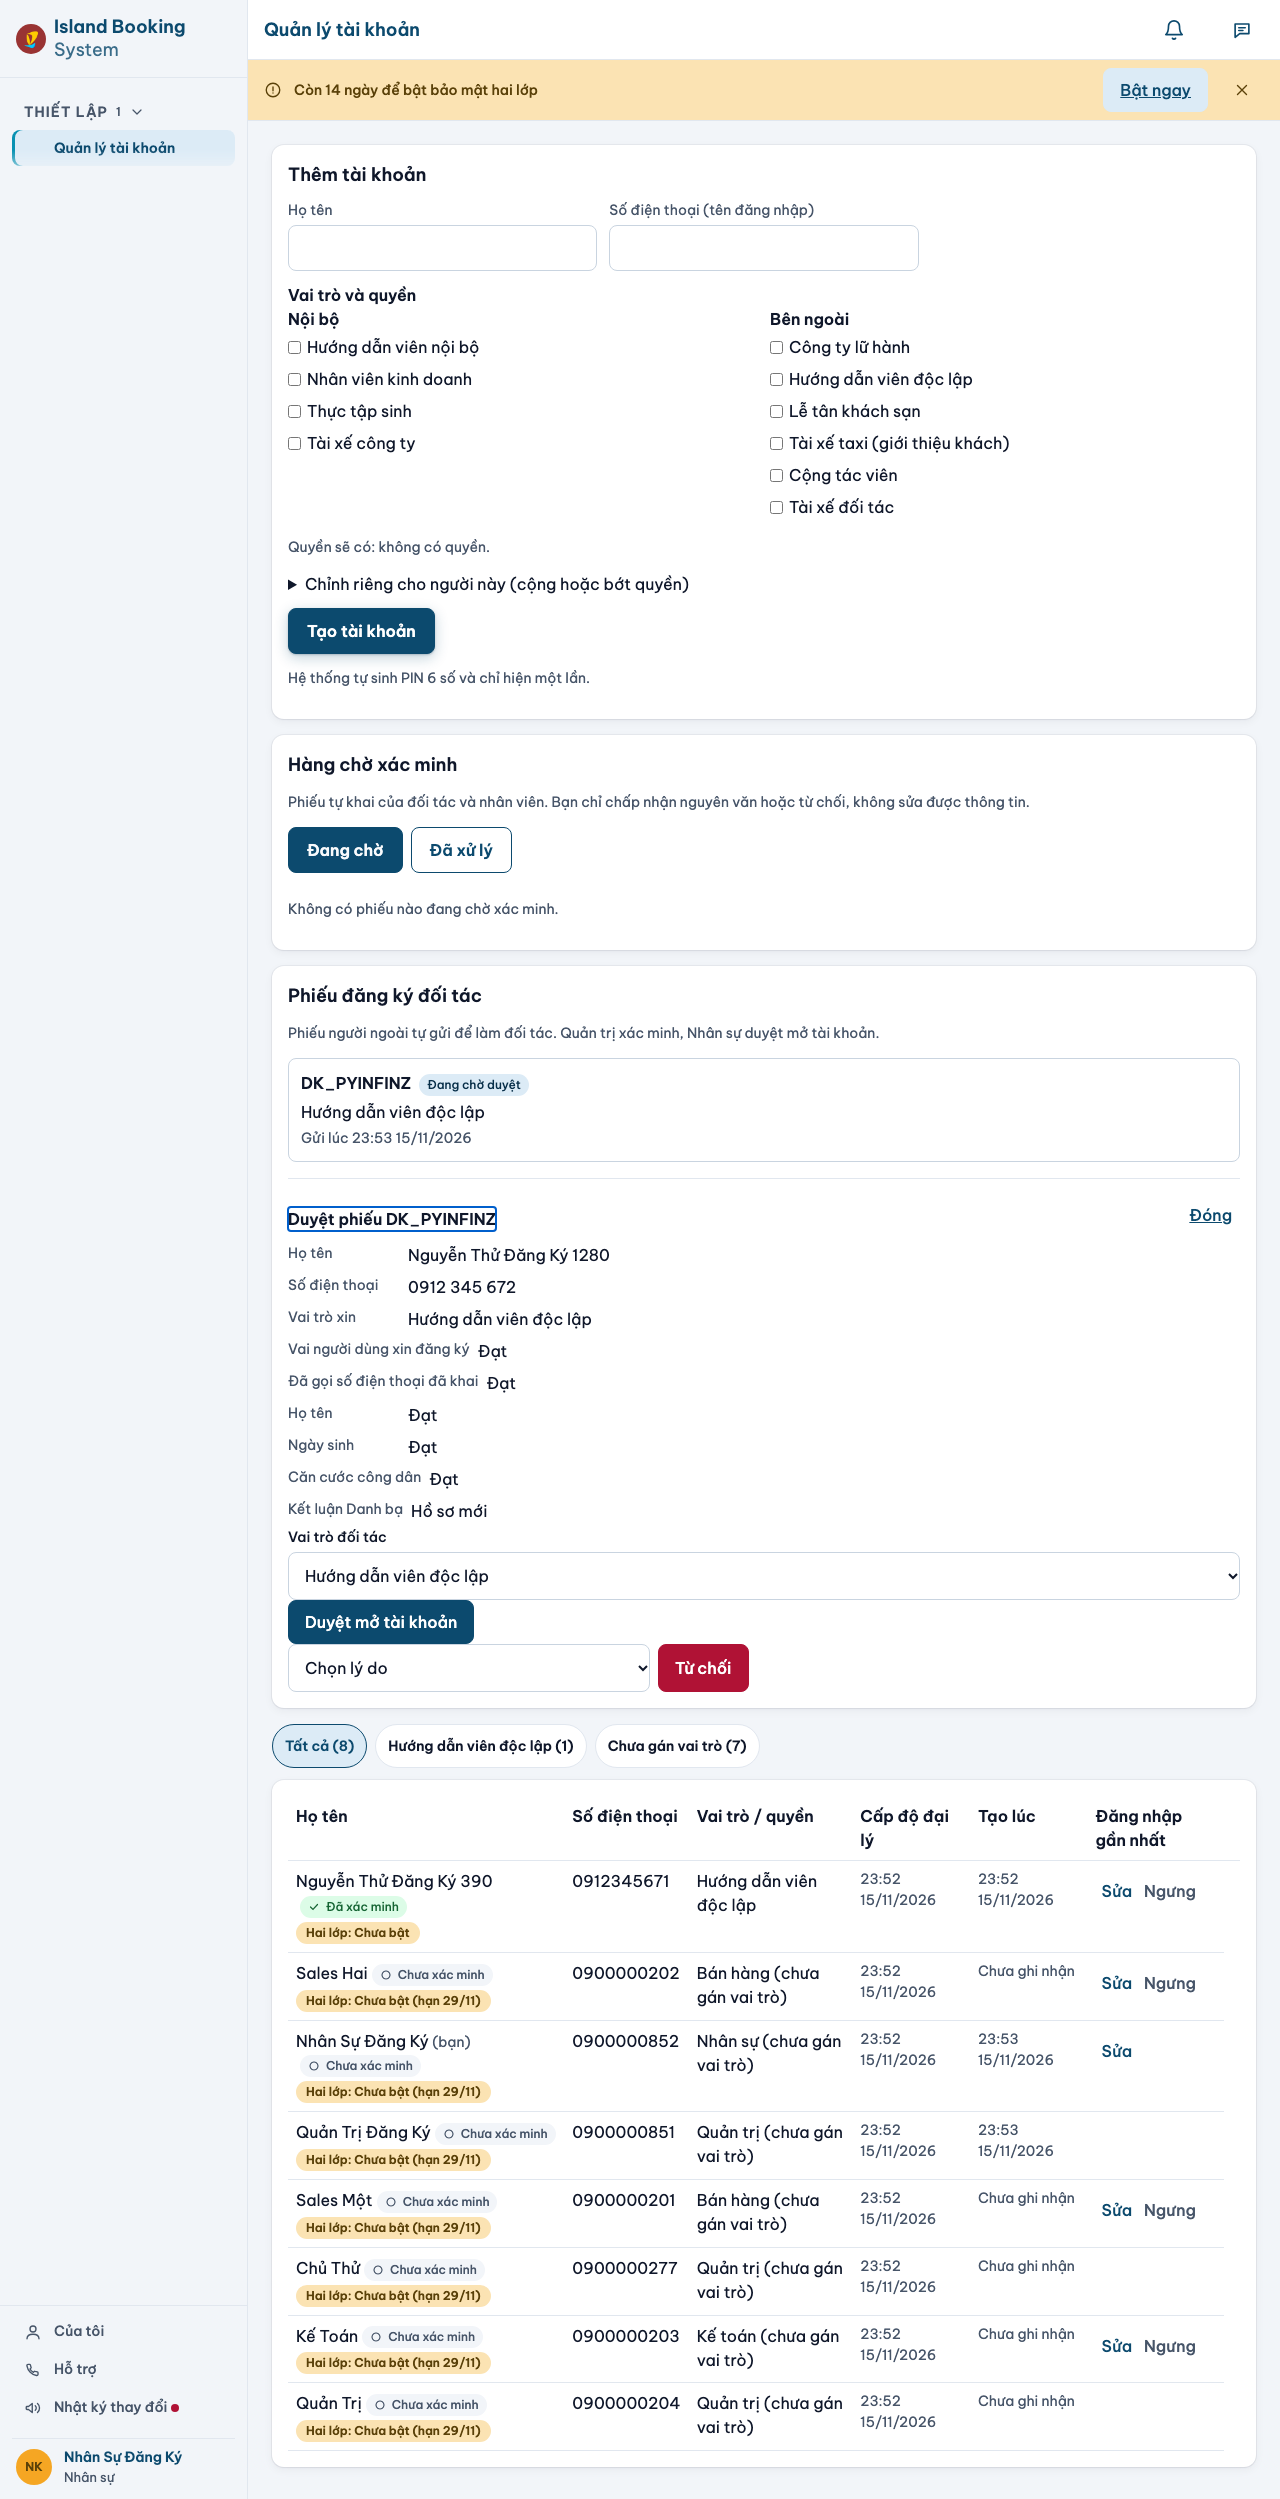 Island Booking
System
THIẾT LẬP 1
Quản lý tài khoản
Quản lý tài khoản
Còn 14 ngày để bật bảo mật hai lớp
Bật ngay
Thêm tài khoản
Họ tên
Số điện thoại (tên đăng nhập)
Vai trò và quyền
Nội bộ
Hướng dẫn viên nội bộ
Nhân viên kinh doanh
Thực tập sinh
Tài xế công ty
Bên ngoài
Công ty lữ hành
Hướng dẫn viên độc lập
Lễ tân khách sạn
Tài xế taxi (giới thiệu khách)
Cộng tác viên
Tài xế đối tác
Quyền sẽ có: không có quyền.
Chỉnh riêng cho người này (cộng hoặc bớt quyền)
Tạo tài khoản
Hệ thống tự sinh PIN 6 số và chỉ hiện một lần.
Hàng chờ xác minh
Phiếu tự khai của đối tác và nhân viên. Bạn chỉ chấp nhận nguyên văn hoặc từ chối, không sửa được thông tin.
Đang chờ
Đã xử lý
Không có phiếu nào đang chờ xác minh.
Phiếu đăng ký đối tác
Phiếu người ngoài tự gửi để làm đối tác. Quản trị xác minh, Nhân sự duyệt mở tài khoản.
DK_PYINFINZ Đang chờ duyệt
Hướng dẫn viên độc lập
Gửi lúc 23:53 15/11/2026
Duyệt phiếu DK_PYINFINZ
Đóng
Họ tên Nguyễn Thử Đăng Ký 1280
Số điện thoại 0912 345 672
Vai trò xin Hướng dẫn viên độc lập
Vai người dùng xin đăng ký Đạt
Đã gọi số điện thoại đã khai Đạt
Họ tên Đạt
Ngày sinh Đạt
Căn cước công dân Đạt
Kết luận Danh bạ Hồ sơ mới
Vai trò đối tác
Hướng dẫn viên độc lập
Duyệt mở tài khoản
Chọn lý do
Từ chối
Tất cả (8)
Hướng dẫn viên độc lập (1)
Chưa gán vai trò (7)
Họ tên Số điện thoại Vai trò / quyền Cấp độ đại lý Tạo lúc Đăng nhập gần nhất
Nguyễn Thử Đăng Ký 390 0912345671 Hướng dẫn viên độc lập 23:52 15/11/2026 23:52 15/11/2026 Sửa Ngưng
Đã xác minh
Hai lớp: Chưa bật
Sales Hai Chưa xác minh 0900000202 Bán hàng (chưa gán vai trò) 23:52 15/11/2026 Chưa ghi nhận Sửa Ngưng
Hai lớp: Chưa bật (hạn 29/11)
Nhân Sự Đăng Ký (bạn) 0900000852 Nhân sự (chưa gán vai trò) 23:52 15/11/2026 23:53 15/11/2026 Sửa
Chưa xác minh
Hai lớp: Chưa bật (hạn 29/11)
Quản Trị Đăng Ký Chưa xác minh 0900000851 Quản trị (chưa gán vai trò) 23:52 15/11/2026 23:53 15/11/2026
Hai lớp: Chưa bật (hạn 29/11)
Sales Một Chưa xác minh 0900000201 Bán hàng (chưa gán vai trò) 23:52 15/11/2026 Chưa ghi nhận Sửa Ngưng
Hai lớp: Chưa bật (hạn 29/11)
Chủ Thử Chưa xác minh 0900000277 Quản trị (chưa gán vai trò) 23:52 15/11/2026 Chưa ghi nhận
Hai lớp: Chưa bật (hạn 29/11)
Kế Toán Chưa xác minh 0900000203 Kế toán (chưa gán vai trò) 23:52 15/11/2026 Chưa ghi nhận Sửa Ngưng
Hai lớp: Chưa bật (hạn 29/11)
Quản Trị Chưa xác minh 0900000204 Quản trị (chưa gán vai trò) 23:52 15/11/2026 Chưa ghi nhận
Hai lớp: Chưa bật (hạn 29/11)
Của tôi
Hỗ trợ
Nhật ký thay đổi
NK
Nhân Sự Đăng Ký
Nhân sự